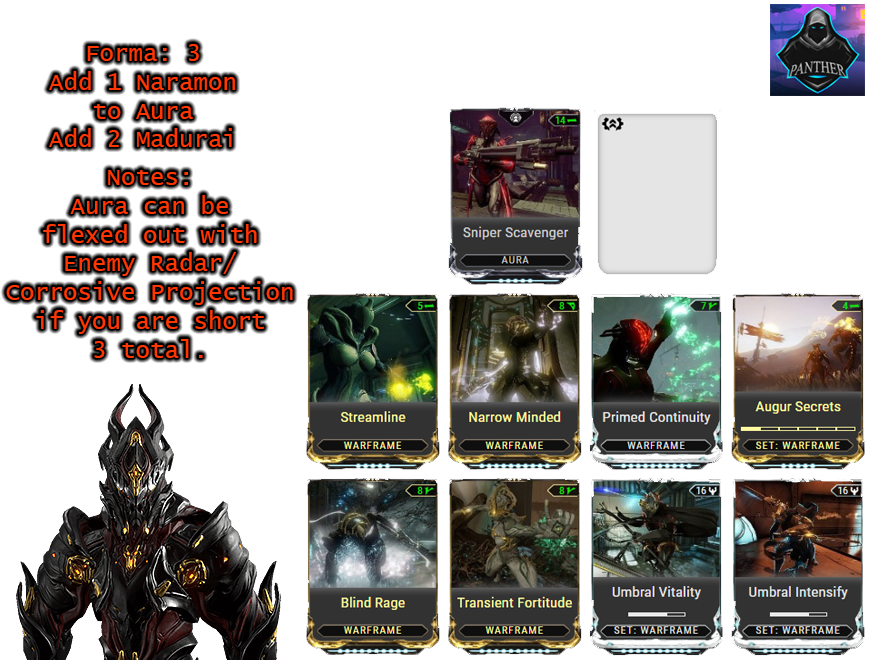 Forma: 3
Add 1 Naramon
to Aura
Add 2 Madurai
Notes:
Aura can be
flexed out with
Enemy Radar/
Corrosive Projection
if you are short
3 total.
PANTHER
14
Sniper Scavenger
AURA
5
Streamline
WARFRAME
8
Narrow Minded
WARFRAME
7
Primed Continuity
WARFRAME
4
Augur Secrets
SET: WARFRAME
8
Blind Rage
WARFRAME
8
Transient Fortitude
WARFRAME
16
Umbral Vitality
SET: WARFRAME
16
Umbral Intensify
SET: WARFRAME